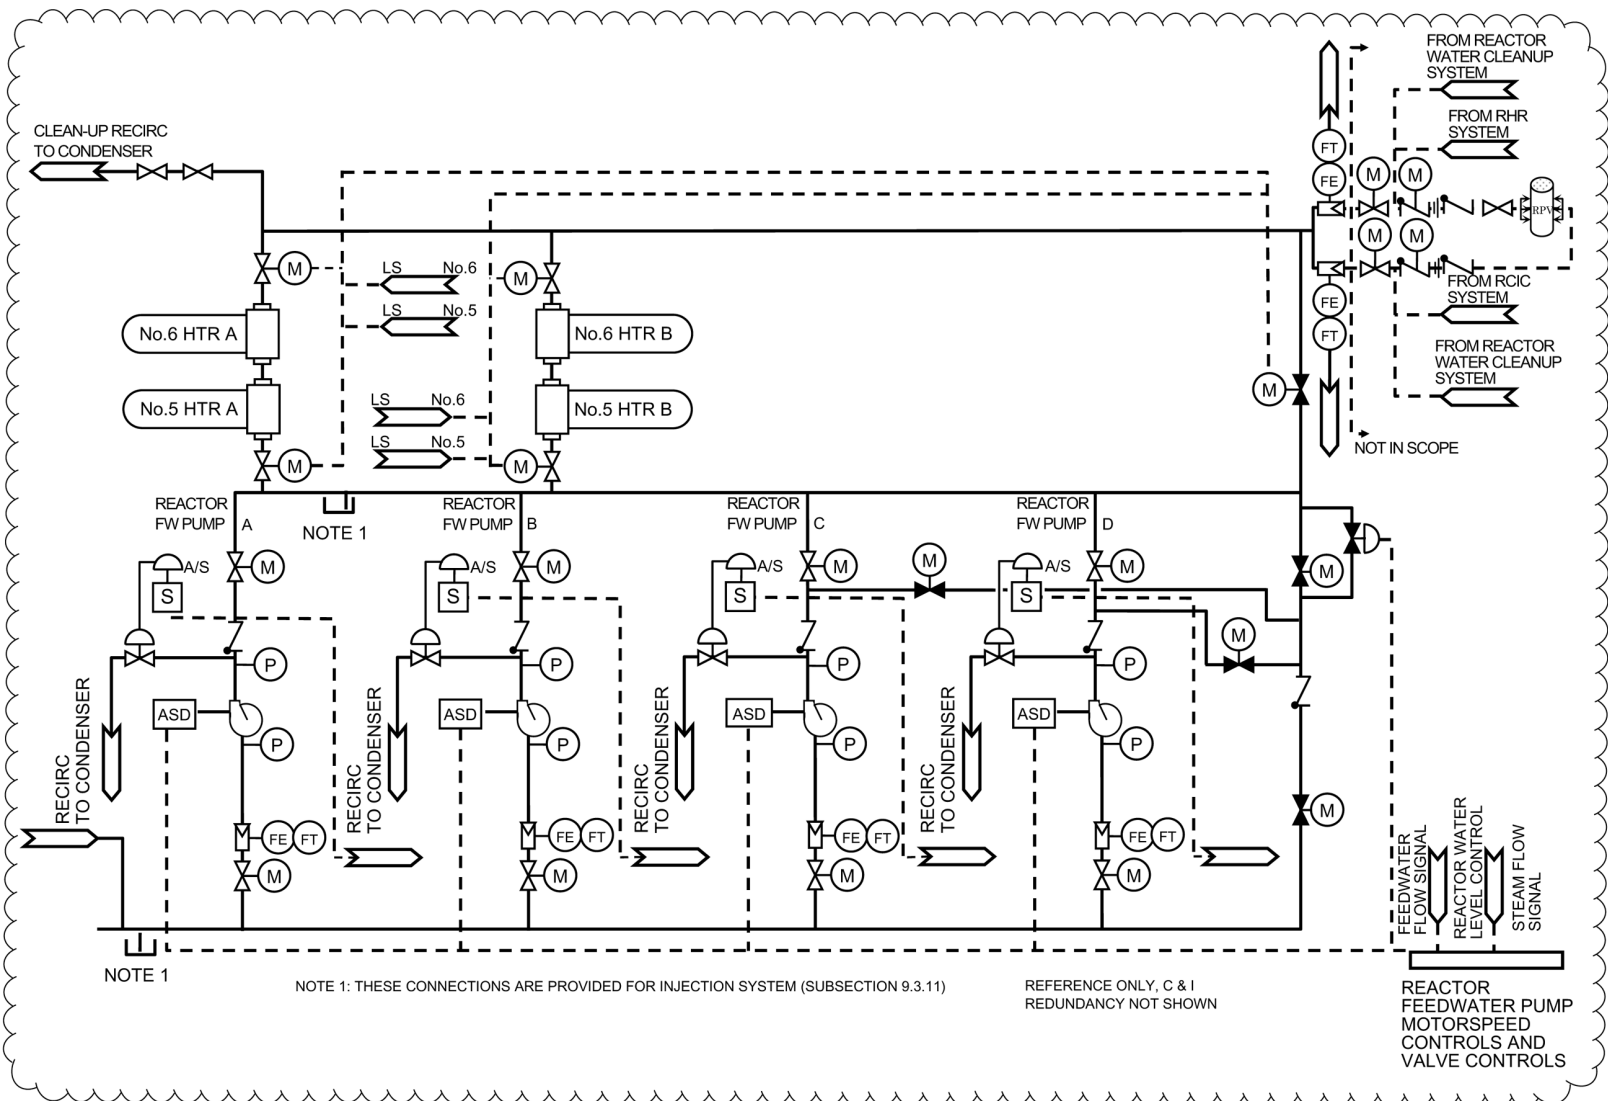 FROM REACTOR
WATER CLEANUP
SYSTEM
FROM RHR
SYSTEM
CLEAN-UP RECIRC
TO CONDENSER
FT
FE
M
M
RPV
M
M
FROM RCIC
SYSTEM
FE
FT
FROM REACTOR
WATER CLEANUP
SYSTEM
NOT IN SCOPE
M
LS No.6
M
LS No.5
No.6 HTR A
No.6 HTR B
M
No.5 HTR A
LS No.6
No.5 HTR B
LS No.5
M
M
REACTOR
FW PUMP A
NOTE 1
REACTOR
FW PUMP B
REACTOR
FW PUMP C
REACTOR
FW PUMP D
A/S
M
S
A/S
M
S
A/S
M
S
M
A/S
M
S
M
M
P
P
P
P
RECIRC
TO CONDENSER
ASD
RECIRC
TO CONDENSER
ASD
RECIRC
TO CONDENSER
ASD
RECIRC
TO CONDENSER
ASD
P
P
P
P
FE FT
FE FT
FE FT
FE FT
M
M
M
M
M
FEEDWATER
FLOW SIGNAL
REACTOR WATER
LEVEL CONTROL
STEAM FLOW
SIGNAL
NOTE 1
NOTE 1: THESE CONNECTIONS ARE PROVIDED FOR INJECTION SYSTEM (SUBSECTION 9.3.11)
REFERENCE ONLY, C & I
REDUNDANCY NOT SHOWN
REACTOR
FEEDWATER PUMP
MOTORSPEED
CONTROLS AND
VALVE CONTROLS